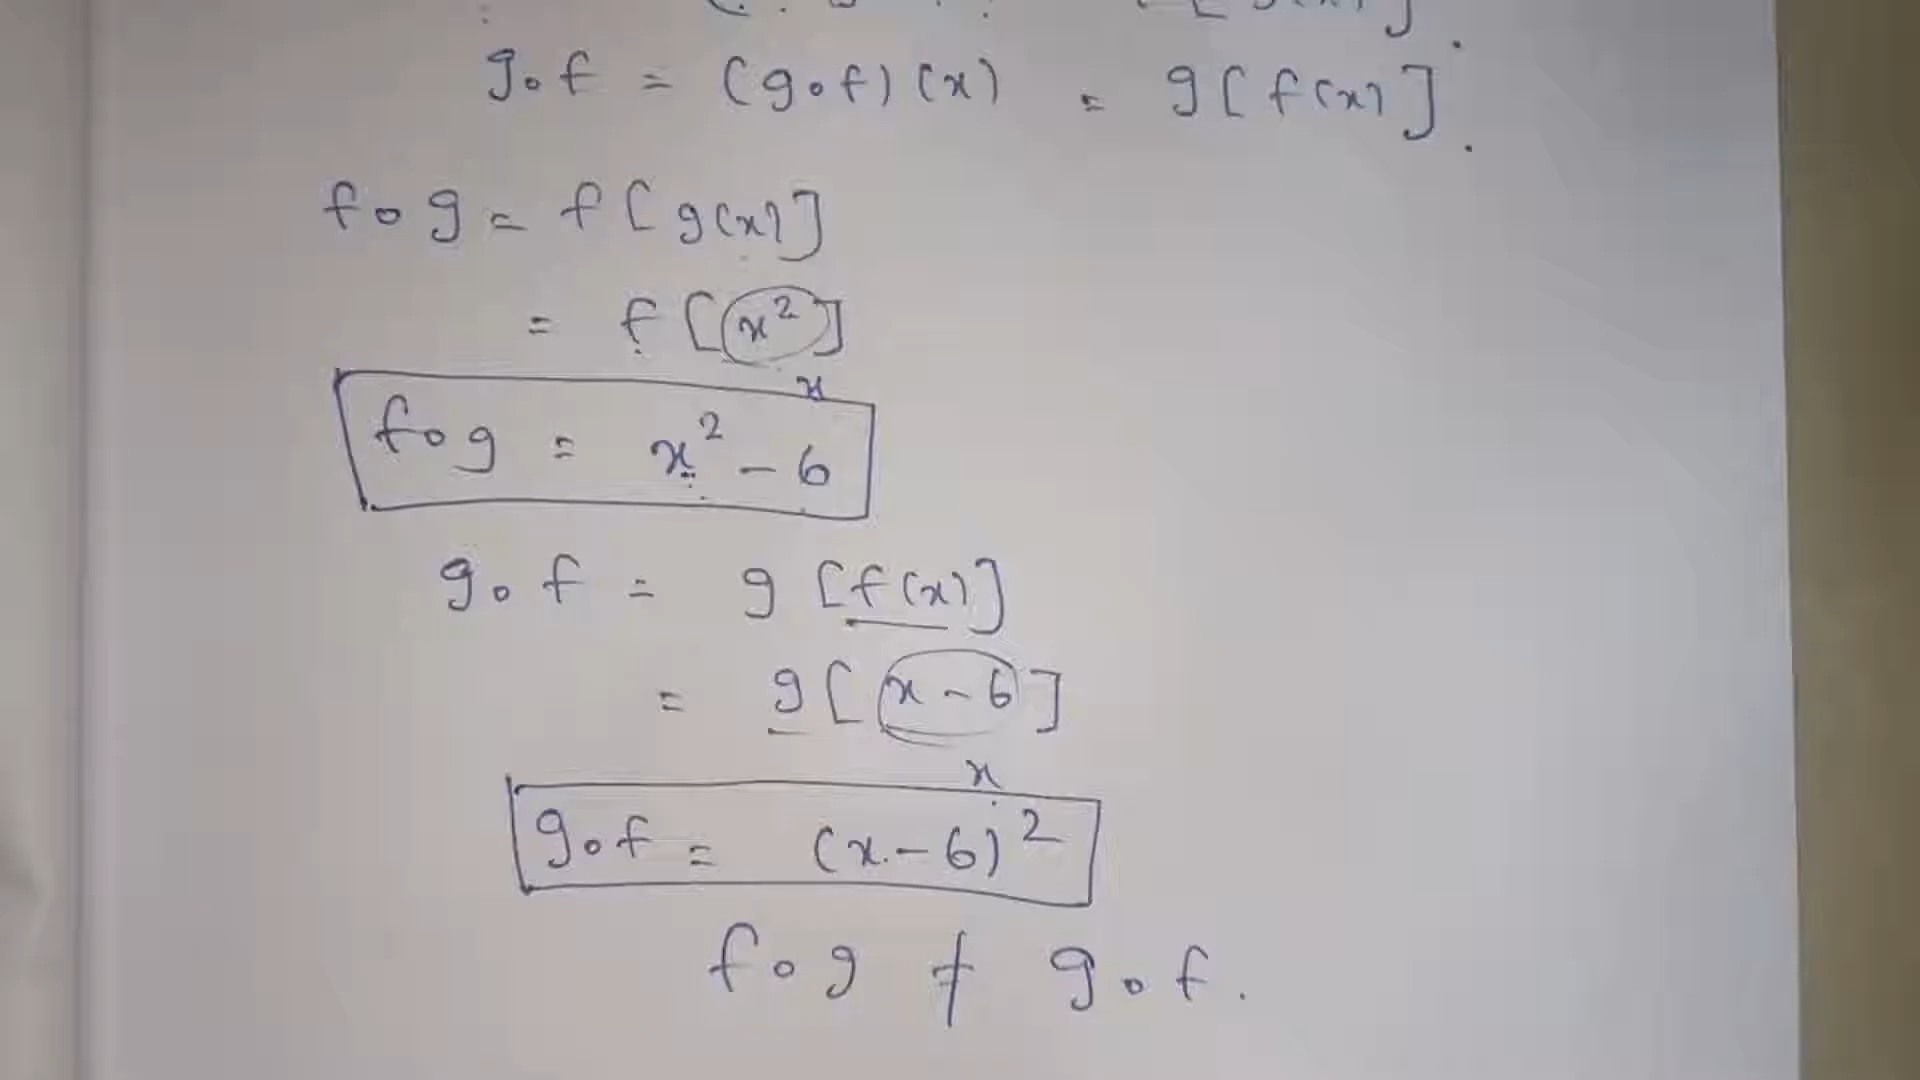 g∘f = (g∘f)(x) = g[f(x)].
f∘g = f[g(x)]
= f[x²]
x
f∘g = x² - 6
g∘f = g[f(x)]
= g[x-6]
x
g∘f = (x-6)²
f∘g ≠ g∘f.